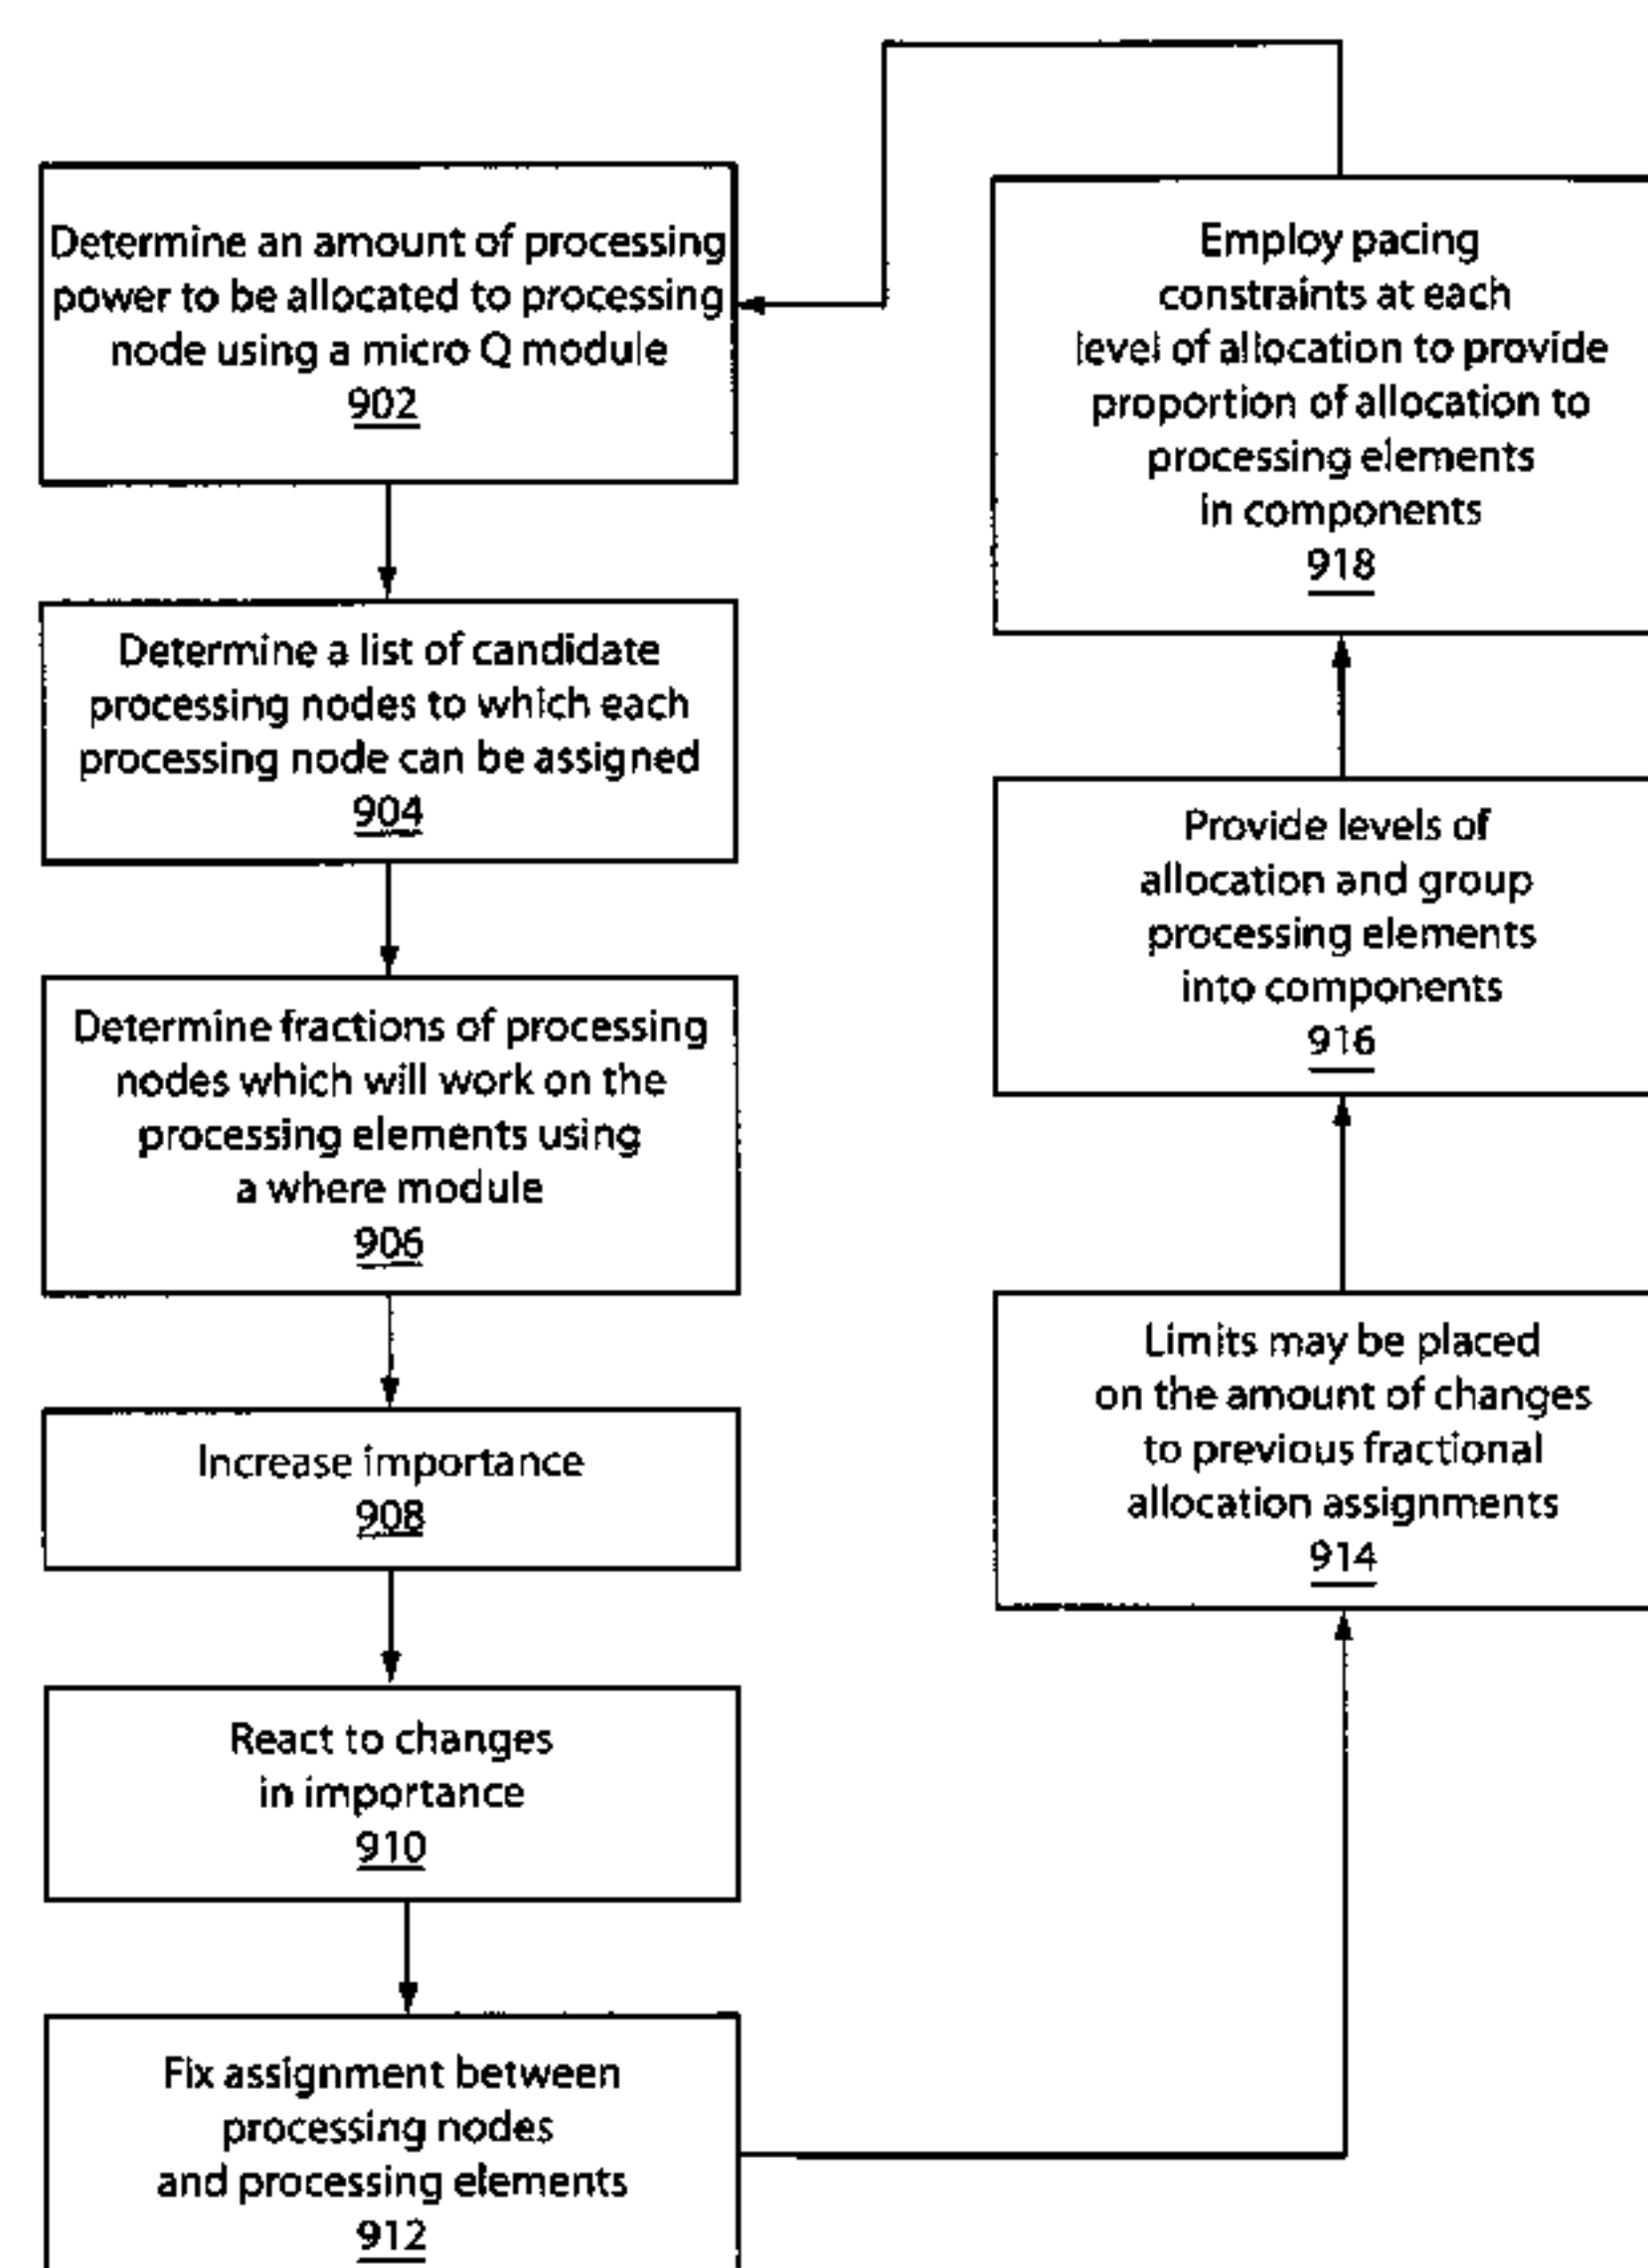 Determine an amount of processing
power to be allocated to processing
node using a micro Q module
902
Determine a list of candidate
processing nodes to which each
processing node can be assigned
904
Determine fractions of processing
nodes which will work on the
processing elements using
a where module
906
Increase importance
908
React to changes
in importance
910
Fix assignment between
processing nodes
and processing elements
912
Limits may be placed
on the amount of changes
to previous fractional
allocation assignments
914
Provide levels of
allocation and group
processing elements
into components
916
Employ pacing
constraints at each
level of allocation to provide
proportion of allocation to
processing elements
in components
918